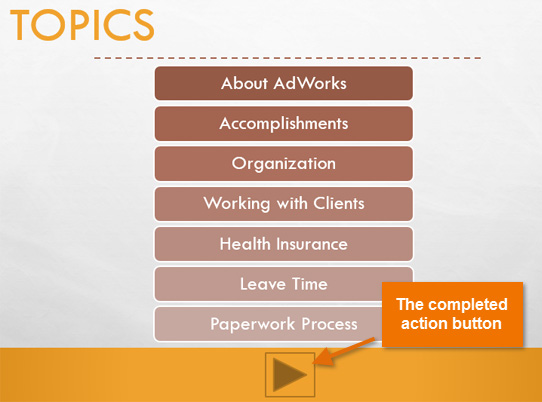 TOPICS
About AdWorks
Accomplishments
Organization
Working with Clients
Health Insurance
Leave Time
Paperwork Process
The completed
action button